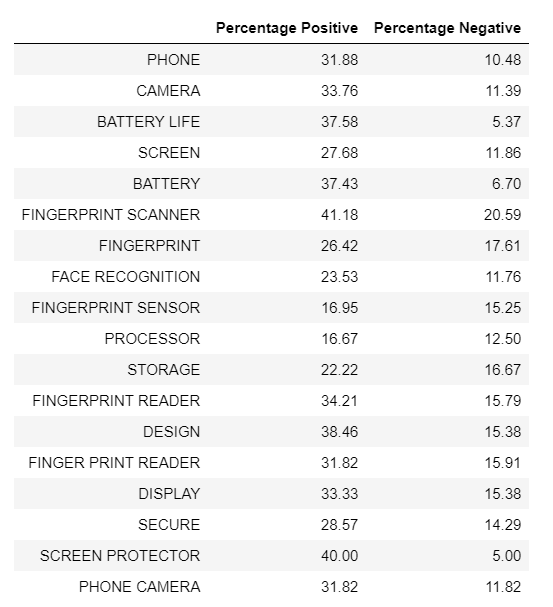 Percentage Positive Percentage Negative
PHONE 31.88 10.48
CAMERA 33.76 11.39
BATTERY LIFE 37.58 5.37
SCREEN 27.68 11.86
BATTERY 37.43 6.70
FINGERPRINT SCANNER 41.18 20.59
FINGERPRINT 26.42 17.61
FACE RECOGNITION 23.53 11.76
FINGERPRINT SENSOR 16.95 15.25
PROCESSOR 16.67 12.50
STORAGE 22.22 16.67
FINGERPRINT READER 34.21 15.79
DESIGN 38.46 15.38
FINGER PRINT READER 31.82 15.91
DISPLAY 33.33 15.38
SECURE 28.57 14.29
SCREEN PROTECTOR 40.00 5.00
PHONE CAMERA 31.82 11.82